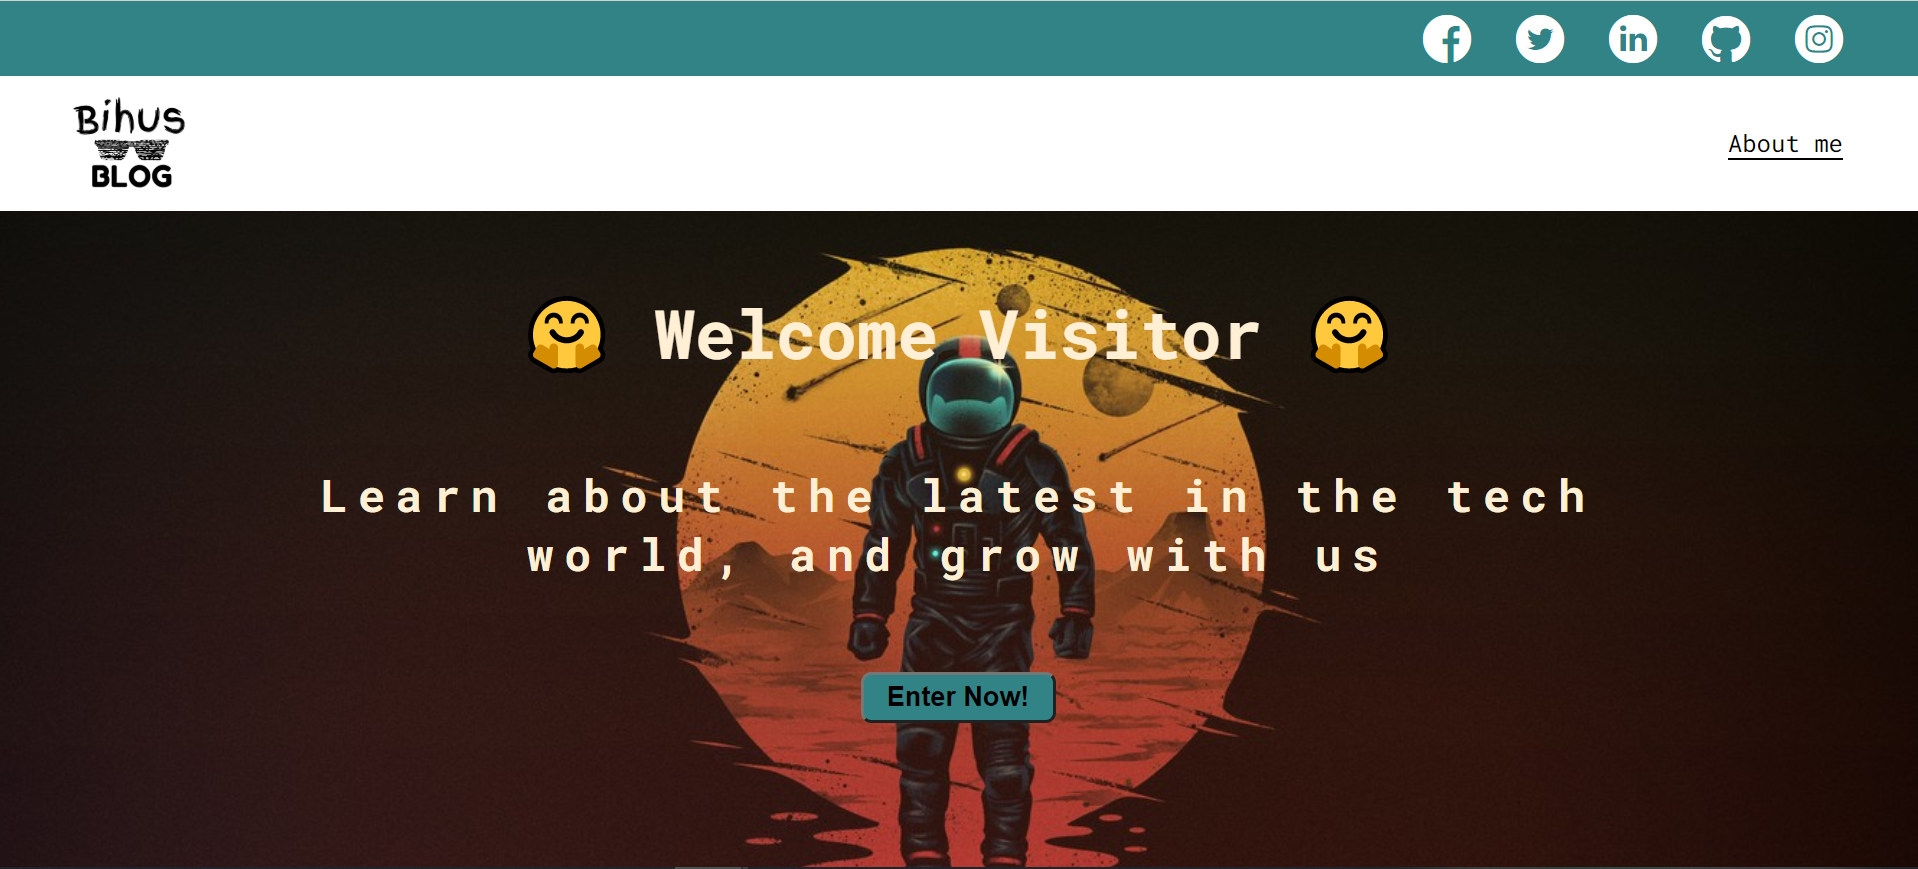 Bihus
BLOG
About me
🤗 Welcome Visitor 🤗
Learn about the latest in the tech
world, and grow with us
Enter Now!